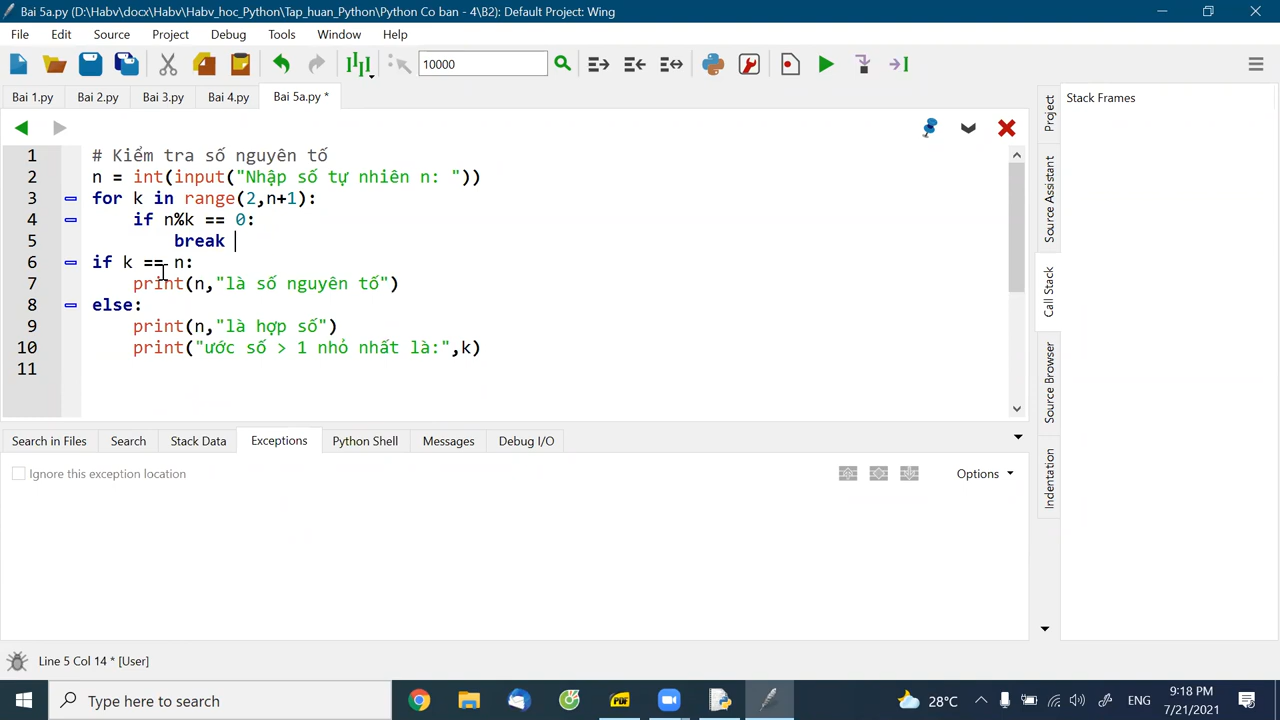 Bai 5a.py (D:\Habv\docx\Habv\Habv_hoc_Python\Tap_huan_Python\Python Co ban - 4\B2): Default Project: Wing
File Edit Source Project Debug Tools Window Help
10000
Bai 1.py Bai 2.py Bai 3.py Bai 4.py Bai 5a.py *
Stack Frames
1 # Kiểm tra số nguyên tố
2 n = int(input("Nhập số tự nhiên n: "))
3 for k in range(2,n+1):
4 if n%k == 0:
5 break
6 if k == n:
7 print(n,"là số nguyên tố")
8 else:
9 print(n,"là hợp số")
10 print("ước số > 1 nhỏ nhất là:",k)
11
Project
Source Assistant
Call Stack
Source Browser
Indentation
Search in Files Search Stack Data Exceptions Python Shell Messages Debug I/O
Ignore this exception location Options
Line 5 Col 14 * [User]
Type here to search
PDF
28°C ENG
9:18 PM
7/21/2021